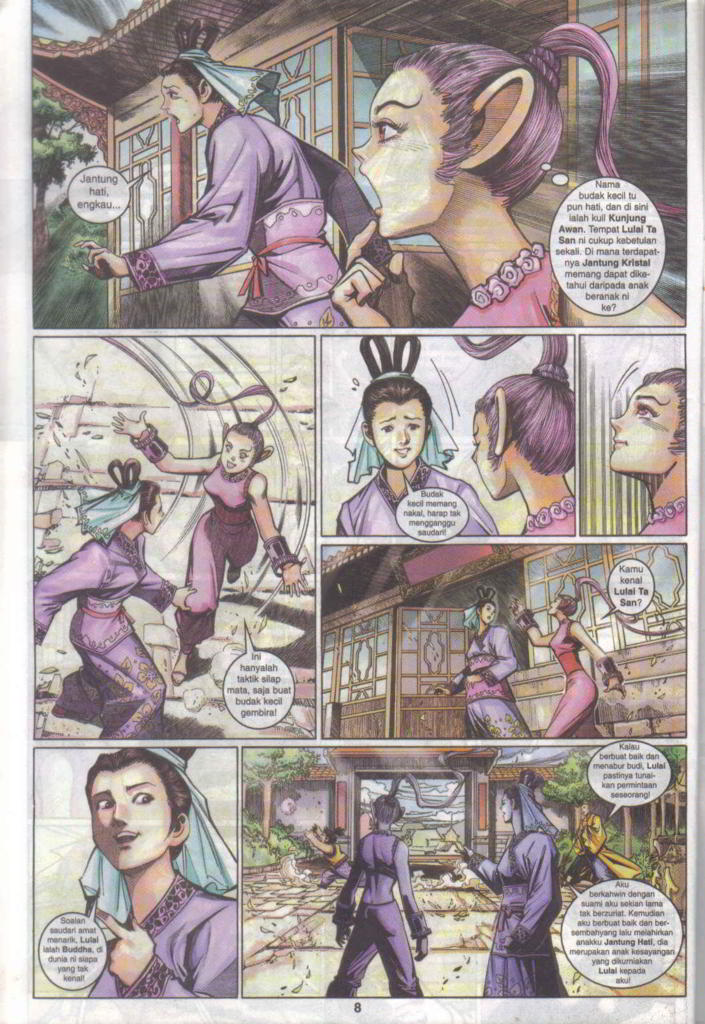 Jantung
hati,
engkau...
Nama
budak kecil tu
pun hati, dan di sini
ialah kuil Kunjung
Awan. Tempat Lulai Ta
San ni cukup kebetulan
sekali. Di mana terdapat-
nya Jantung Kristal
memang dapat dike-
tahui daripada anak
beranak ni
ke?
Ini
hanyalah
taktik silap
mata, saja buat
budak kecil
gembira!
Budak
kecil memang
nakal, harap tak
mengganggu
saudari!
Kamu
kenal
Lulai Ta
San?
Soalan
saudari amat
menarik, Lulai
ialah Buddha, di
dunia ni siapa
yang tak
kenal!
Kalau
berbuat baik dan
menabur budi, Lulai
pastinya tunai-
kan permintaan
seseorang!
Aku
berkahwin dengan
suami aku sekian lama
tak berzuriat. Kemudian
aku berbuat baik dan ber-
sembahyang lalu melahirkan
anakku Jantung Hati, dia
merupakan anak kesayangan
yang dikurniakan
Lulai kepada
aku!
8